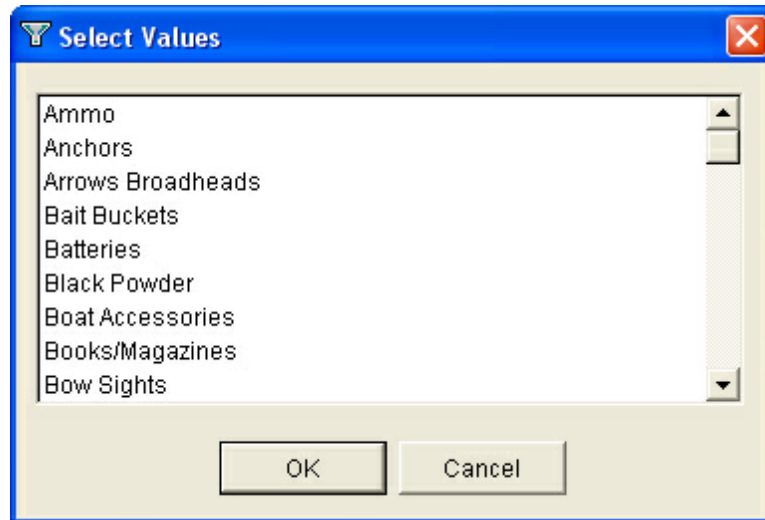 Select Values
Ammo
Anchors
Arrows Broadheads
Bait Buckets
Batteries
Black Powder
Boat Accessories
Books/Magazines
Bow Sights
OK
Cancel